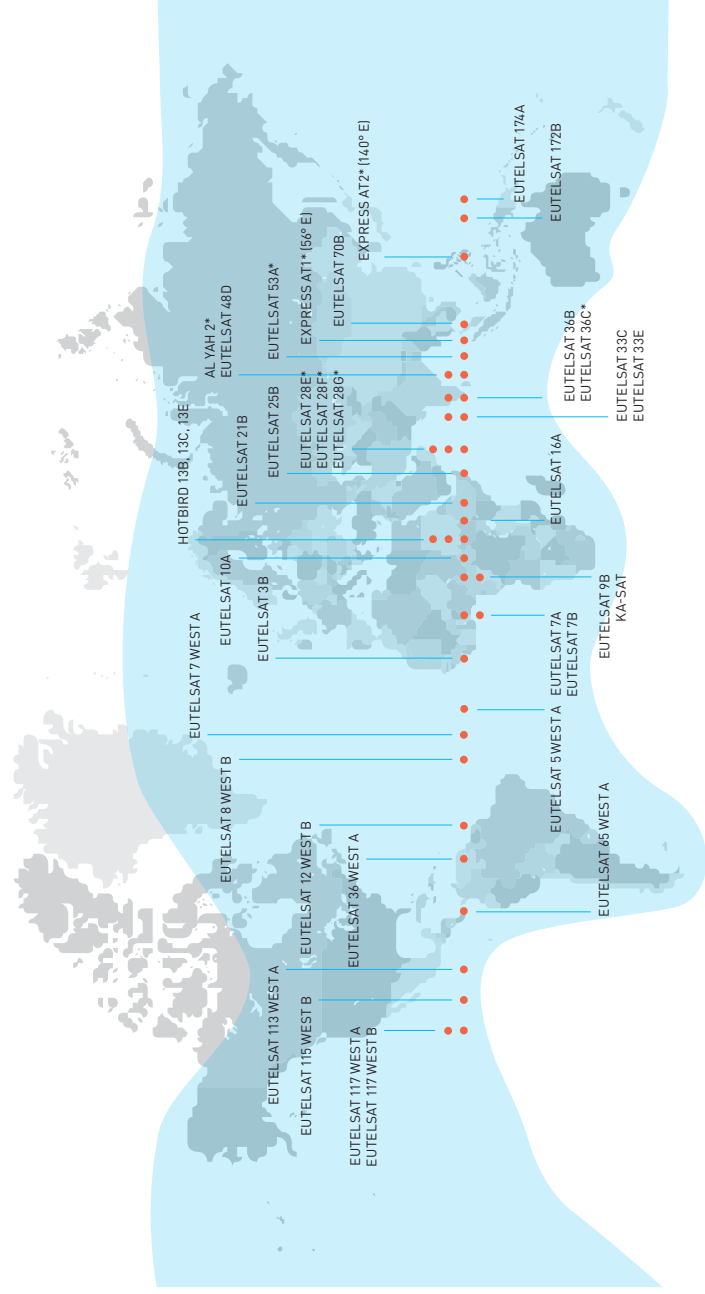 EUTELSAT 117 WEST A
EUTELSAT 117 WEST B
EUTELSAT 115 WEST B
EUTELSAT 113 WEST A
EUTELSAT 65 WEST A
EUTELSAT 36 WEST A
EUTELSAT 12 WEST B
EUTELSAT 8 WEST B
EUTELSAT 7 WEST A
EUTELSAT 5 WEST A
EUTELSAT 3B
EUTELSAT 7A
EUTELSAT 7B
EUTELSAT 9B
KA-SAT
EUTELSAT 10A
HOTBIRD 13B, 13C, 13E
EUTELSAT 16A
EUTELSAT 21B
EUTELSAT 25B
EUTELSAT 28E*
EUTELSAT 28F*
EUTELSAT 28G*
EUTELSAT 33C
EUTELSAT 33E
EUTELSAT 36B
EUTELSAT 36C*
AL YAH 2*
EUTELSAT 48D
EUTELSAT 53A*
EXPRESS AT1* (56° E)
EUTELSAT 70B
EXPRESS AT2* (140° E)
EUTELSAT 172B
EUTELSAT 174A